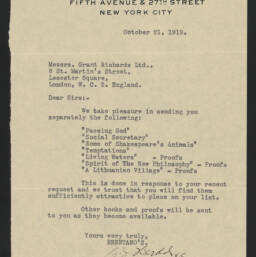 FIFTH AVENUE & 27TH STREET
NEW YORK CITY
October 21, 1919.
Messrs. Grant Richards Ltd.,
8 St. Martin's Street,
Leicester Square,
London, W. C. 2. England.
Dear Sirs:-
We take pleasure in sending you
separately the following:
"Passing God"
"Social Secretary"
"Some of Shakespeare's Animals"
"Temptations"
"Living Waters" - Proofs
"Spirit of The New Philosophy" - Proofs
"A Lithuanian Village" - Proofs
This is done in response to your recent
request and we trust that you will find them
sufficiently attractive to place on your list.
Other books and proofs will be sent
to you as they become available.
Yours very truly,
BRENTANO'S,